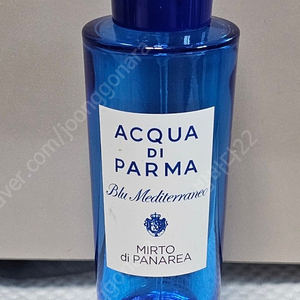 ACQUA
DI
PARMA
Blu Mediterraneo
MIRTO
di PANAREA